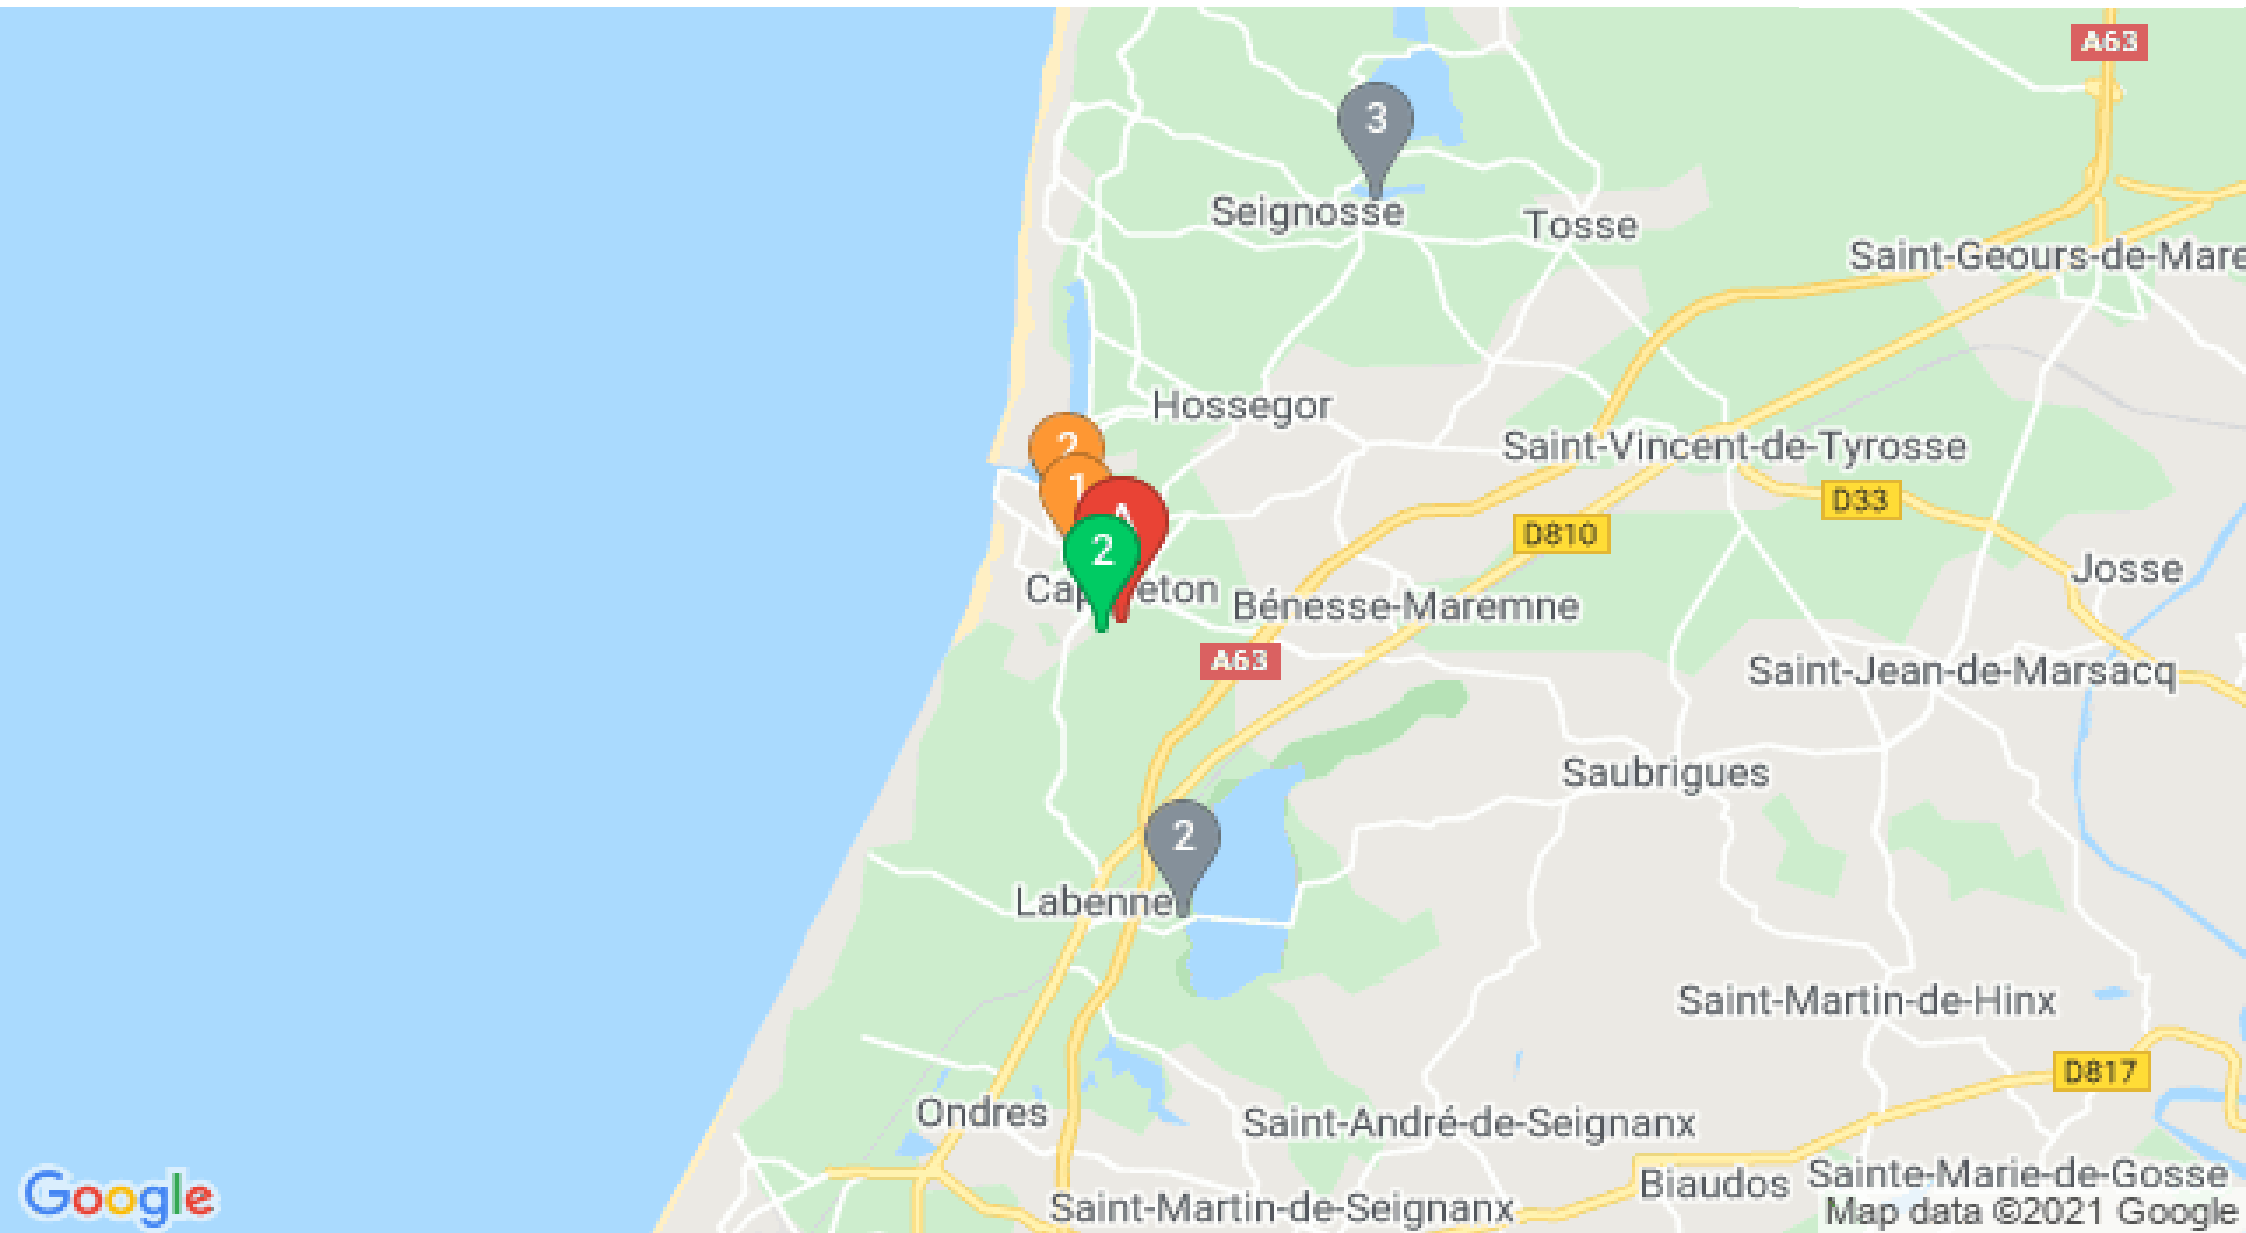 A63
3
Seignosse
Tosse
Saint-Geours-de-Mare
Hossegor
2
Saint-Vincent-de-Tyrosse
1
D33
A
D810
2
Josse
Cap eton
Bénesse-Maremne
A63
Saint-Jean-de-Marsacq
Saubrigues
2
Labenne
Saint-Martin-de-Hinx
D817
Ondres
Saint-André-de-Seignanx
Biaudos
Sainte-Marie-de-Gosse
Google
Saint-Martin-de-Seignanx
Map data ©2021 Google